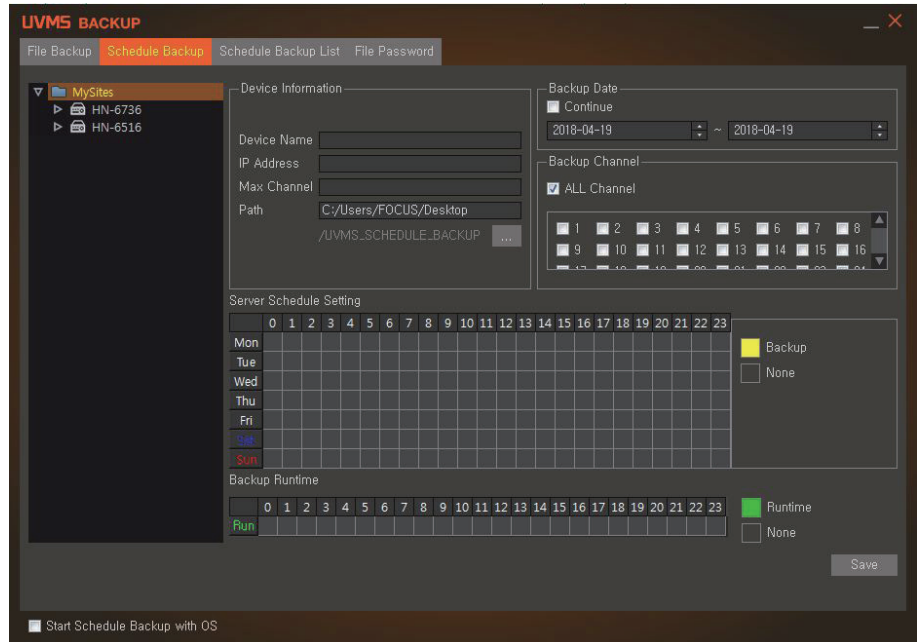 UVMS BACKUP
File Backup Schedule Backup Schedule Backup List File Password
MySites
HN-6736
HN-6516
Device Information
Device Name
IP Address
Max Channel
Path C:/Users/FOCUS/Desktop
/UVMS_SCHEDULE_BACKUP ...
Backup Date
Continue
2018-04-19 ~ 2018-04-19
Backup Channel
ALL Channel
1 2 3 4 5 6 7 8
9 10 11 12 13 14 15 16
Server Schedule Setting
0 1 2 3 4 5 6 7 8 9 10 11 12 13 14 15 16 17 18 19 20 21 22 23
Mon
Tue
Wed
Thu
Fri
Sat
Sun
Backup
None
Backup Runtime
0 1 2 3 4 5 6 7 8 9 10 11 12 13 14 15 16 17 18 19 20 21 22 23
Run
Runtime
None
Save
Start Schedule Backup with OS